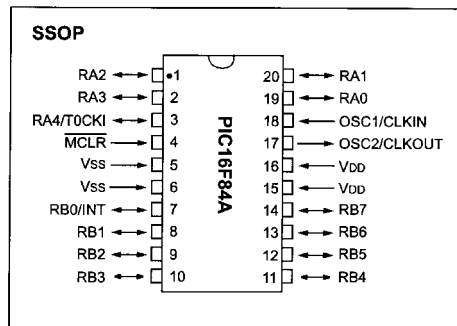 SSOP
RA2 •1 20 RA1
RA3 2 19 RA0
RA4/T0CKI 3 18 OSC1/CLKIN
MCLR 4 17 OSC2/CLKOUT
VSS 5 16 VDD
VSS 6 15 VDD
RB0/INT 7 14 RB7
RB1 8 13 RB6
RB2 9 12 RB5
RB3 10 11 RB4
PIC16F84A